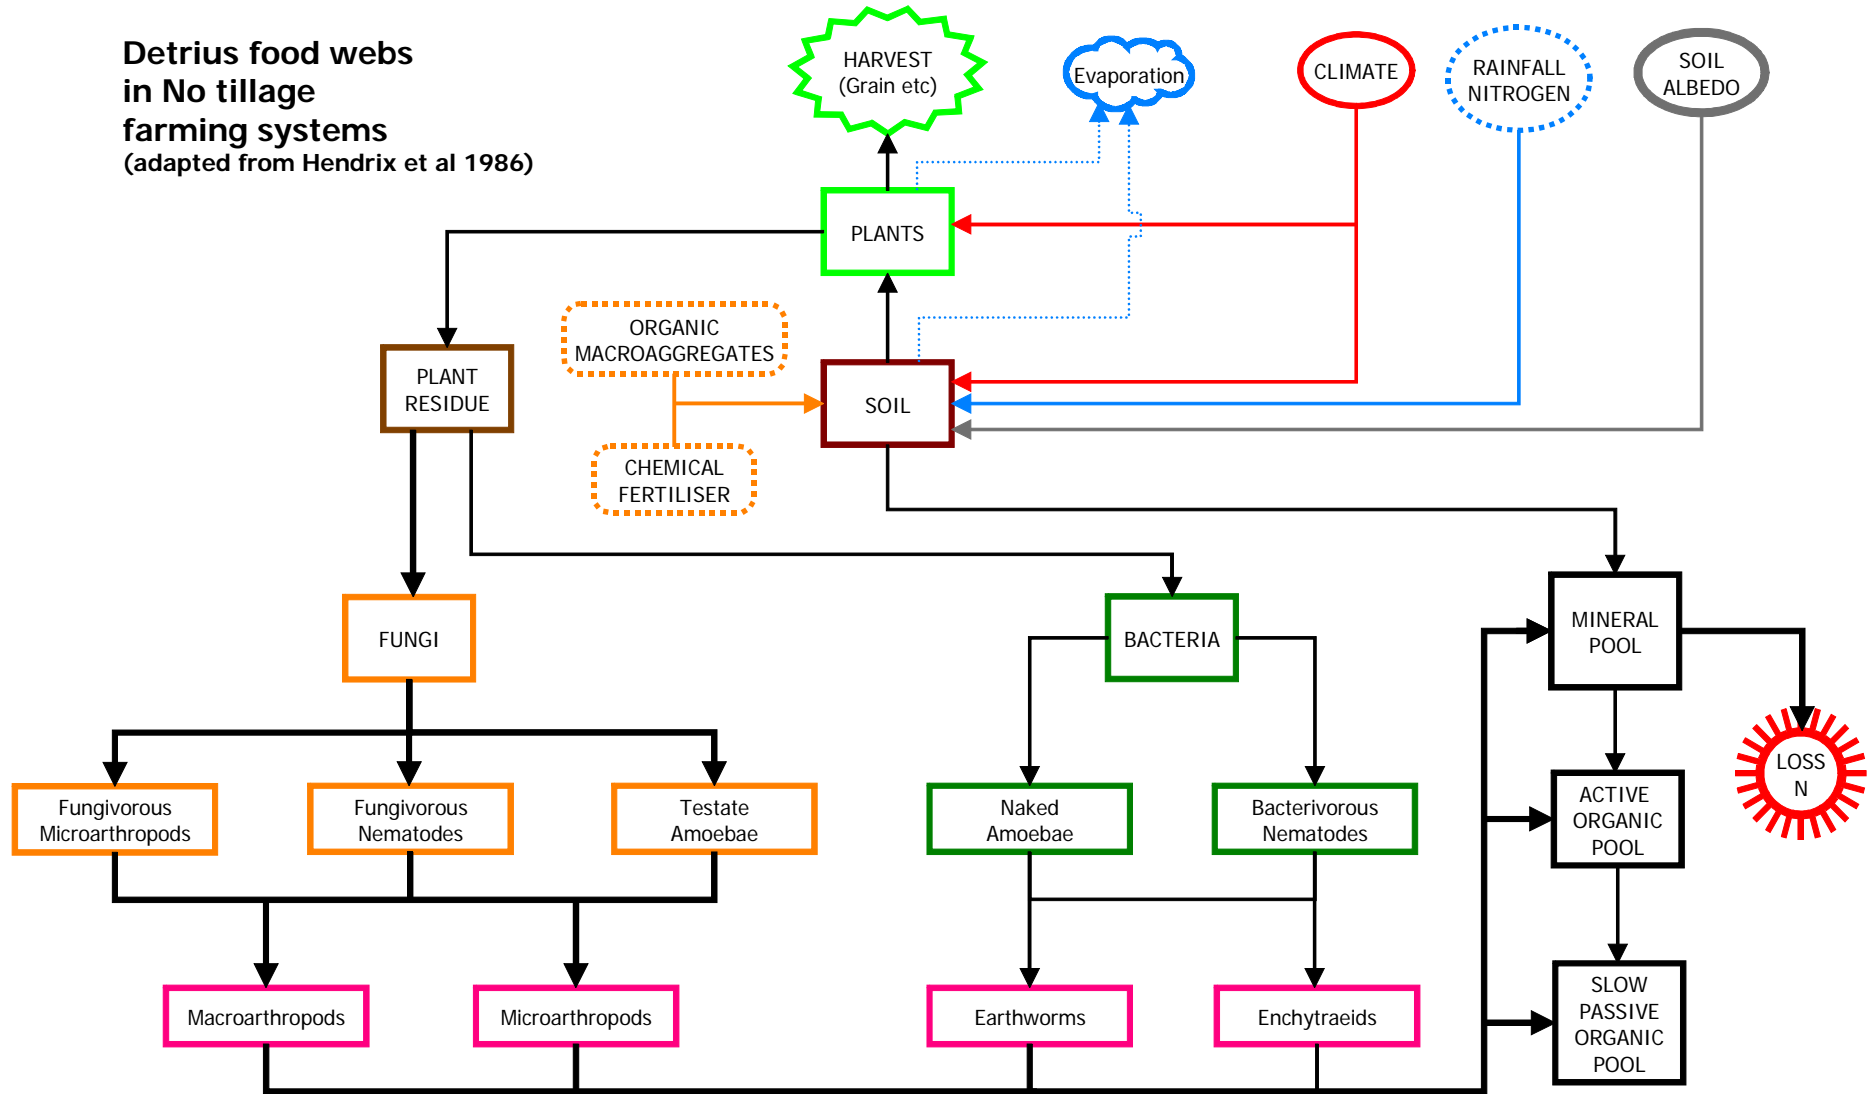 Detrius food webs
in No tillage
farming systems
(adapted from Hendrix et al 1986)
HARVEST
(Grain etc)
Evaporation
CLIMATE
RAINFALL
NITROGEN
SOIL
ALBEDO
PLANTS
ORGANIC
MACROAGGREGATES
PLANT
RESIDUE
SOIL
CHEMICAL
FERTILISER
FUNGI
BACTERIA
MINERAL
POOL
LOSS
N
Fungivorous
Microarthropods
Fungivorous
Nematodes
Testate
Amoebae
Naked
Amoebae
Bacterivorous
Nematodes
ACTIVE
ORGANIC
POOL
Macroarthropods
Microarthropods
Earthworms
Enchytraeids
SLOW
PASSIVE
ORGANIC
POOL